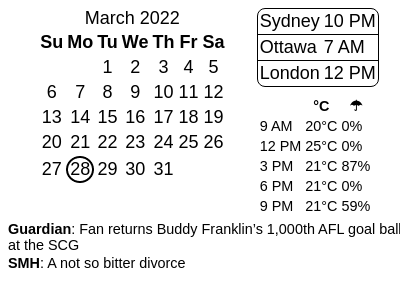 March 2022
Su Mo Tu We Th Fr Sa
1 2 3 4 5
6 7 8 9 10 11 12
13 14 15 16 17 18 19
20 21 22 23 24 25 26
27 28 29 30 31
Sydney 10 PM
Ottawa 7 AM
London 12 PM
°C ☂
9 AM 20°C 0%
12 PM 25°C 0%
3 PM 21°C 87%
6 PM 21°C 0%
9 PM 21°C 59%
Guardian: Fan returns Buddy Franklin's 1,000th AFL goal ball
at the SCG
SMH: A not so bitter divorce